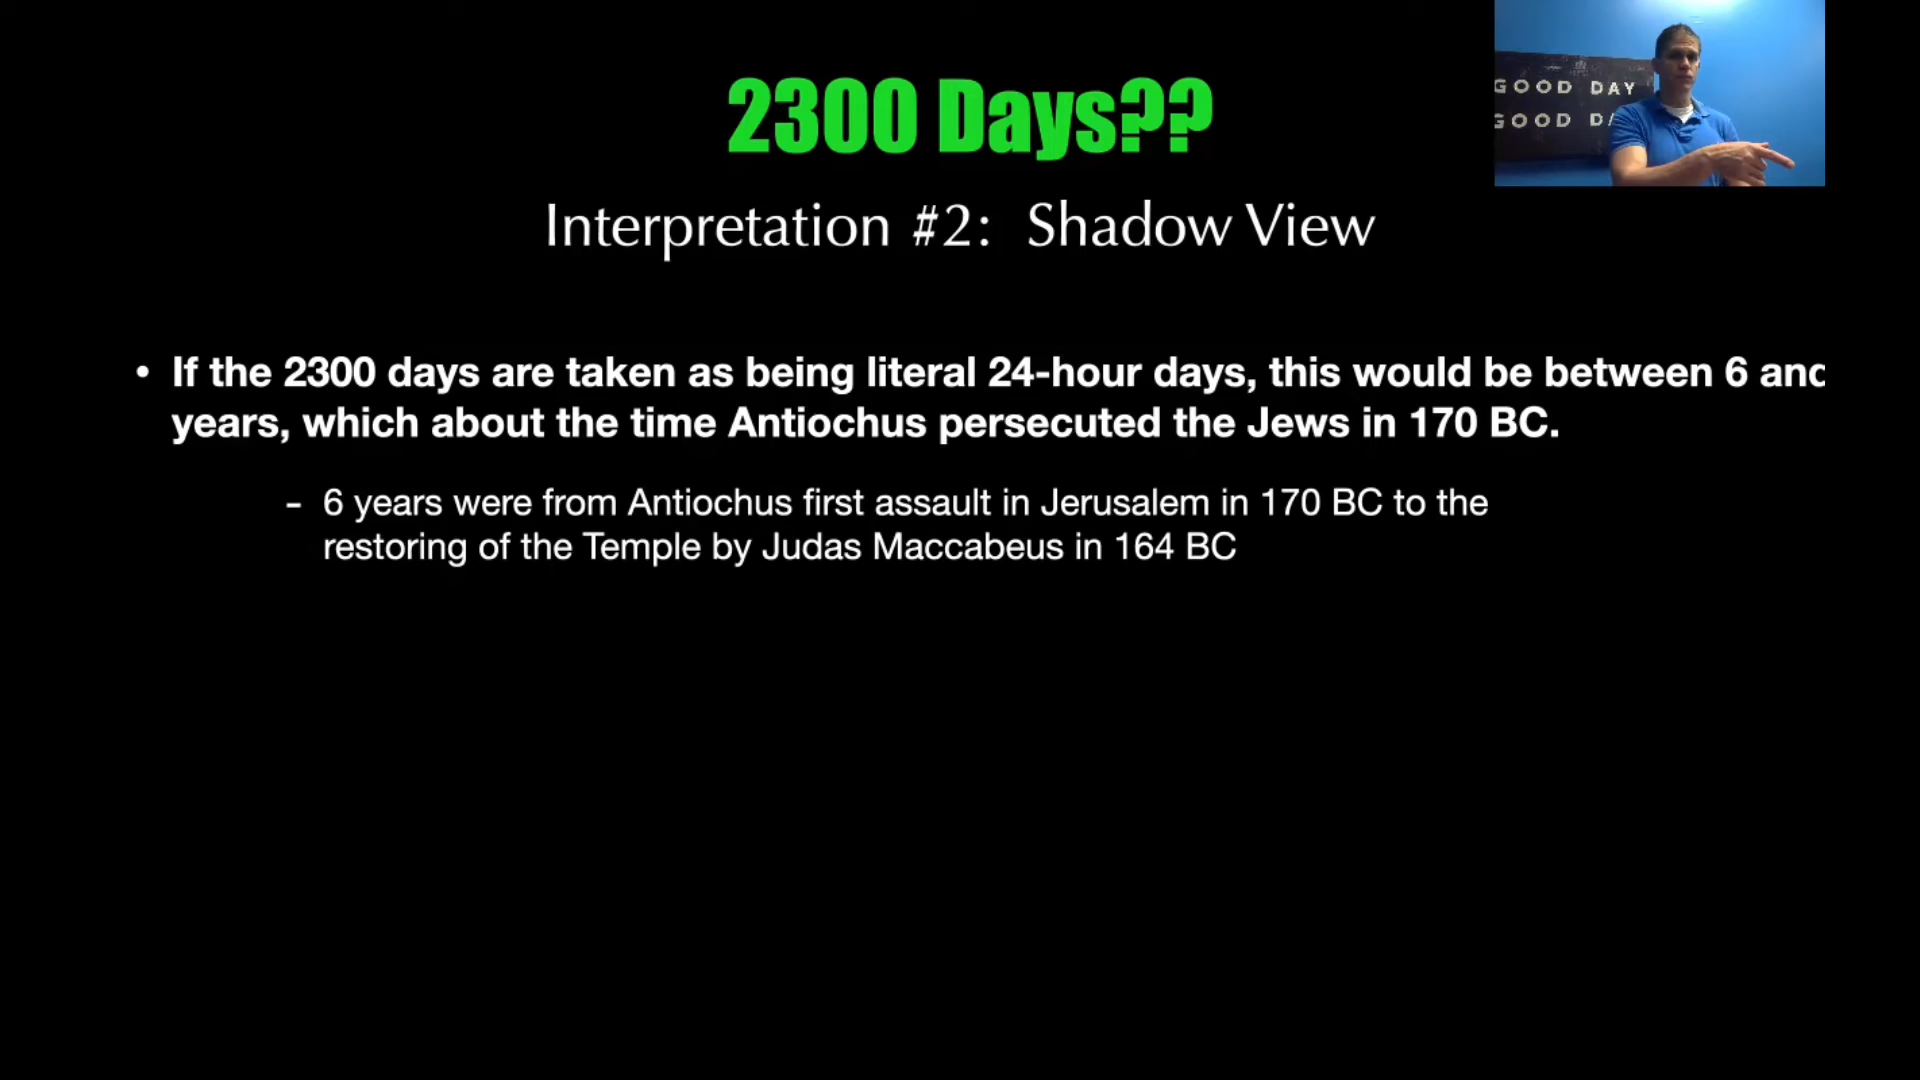 2300 Days??
GOOD DAY
GOOD
Interpretation #2: Shadow View
• If the 2300 days are taken as being literal 24-hour days, this would be between 6 and
years, which about the time Antiochus persecuted the Jews in 170 BC.
- 6 years were from Antiochus first assault in Jerusalem in 170 BC to the
restoring of the Temple by Judas Maccabeus in 164 BC